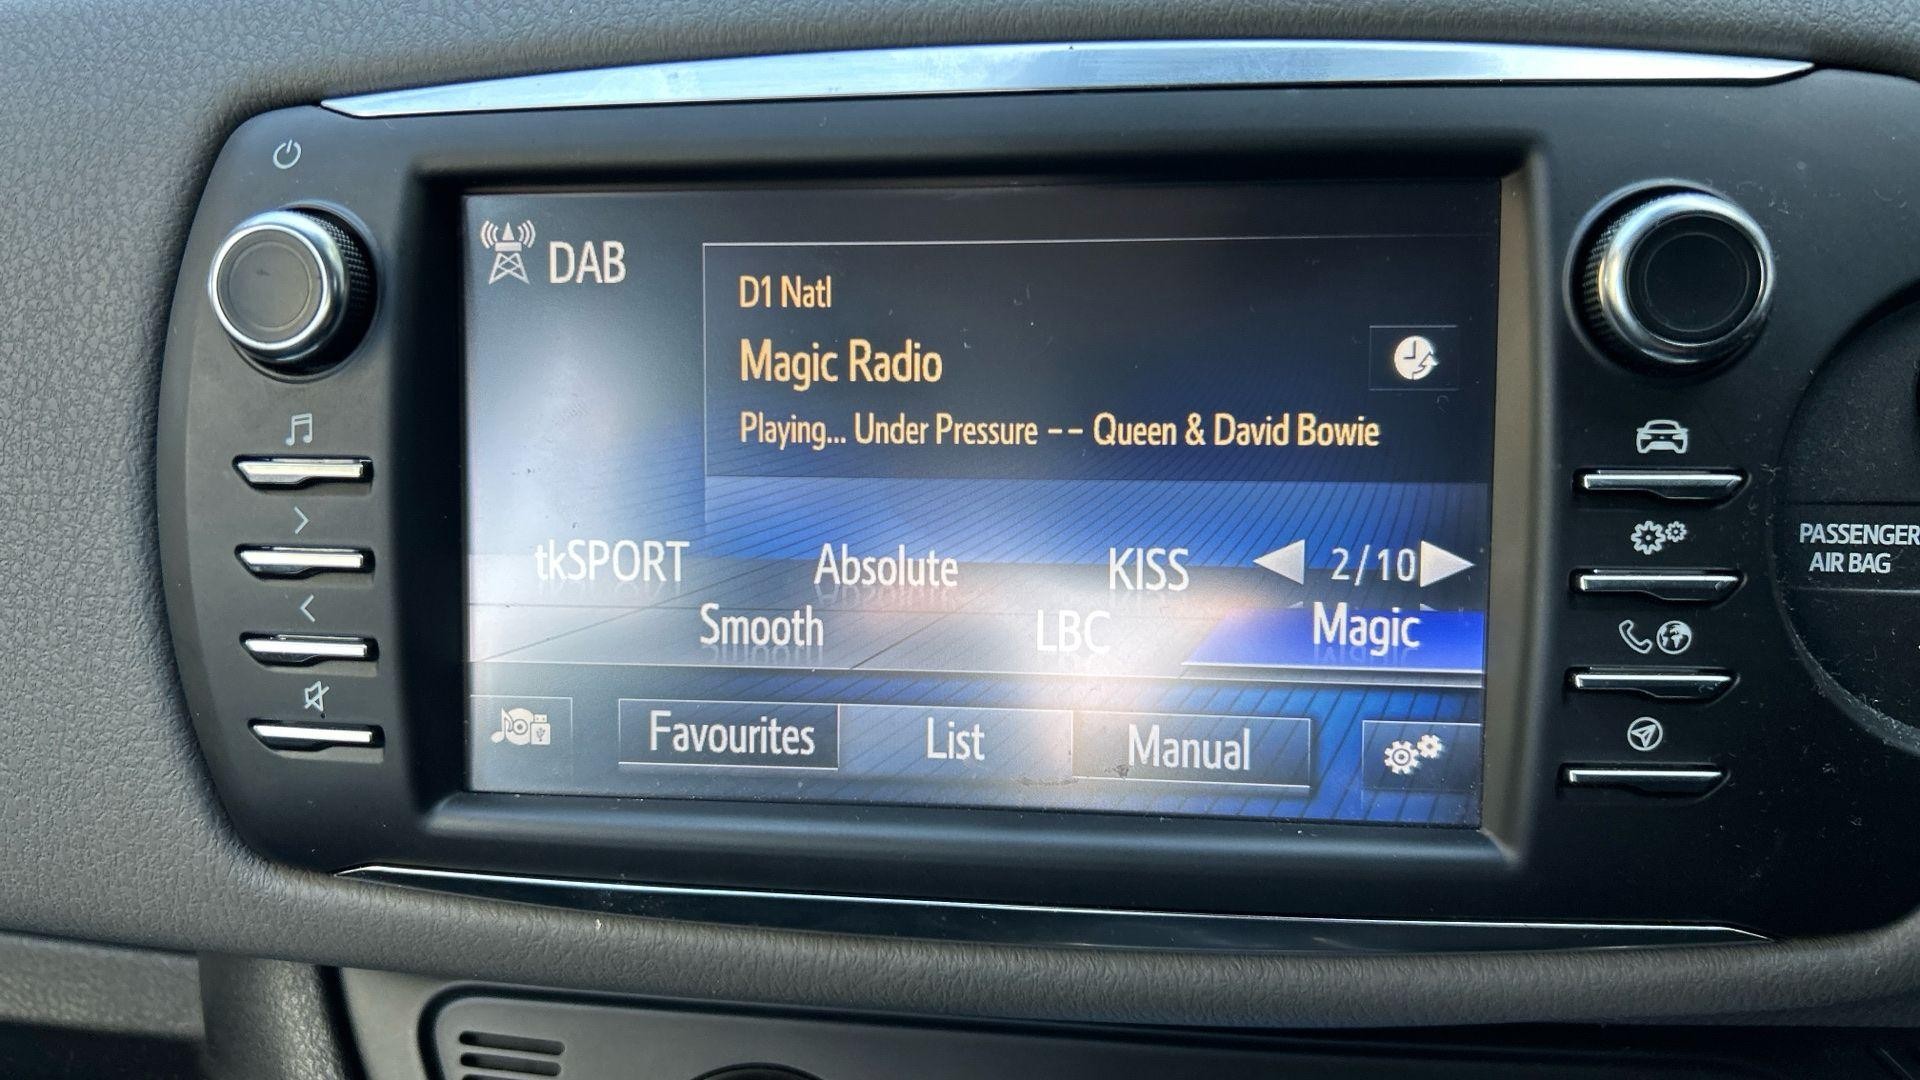 DAB
D1 Natl
Magic Radio
Playing... Under Pressure -- Queen & David Bowie
tkSPORT Absolute KISS 2/10
Smooth LBC Magic
Favourites List Manual
PASSENGER
AIR BAG